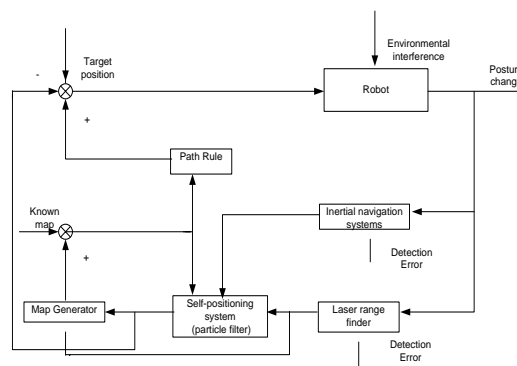 Environmental
interference
Target
position
-
Robot
Postur
chang
+
Path Rule
Known
map
Inertial navigation
systems
+
Detection
Error
Map Generator
Self-positioning
system
(particle filter)
Laser range
finder
Detection
Error